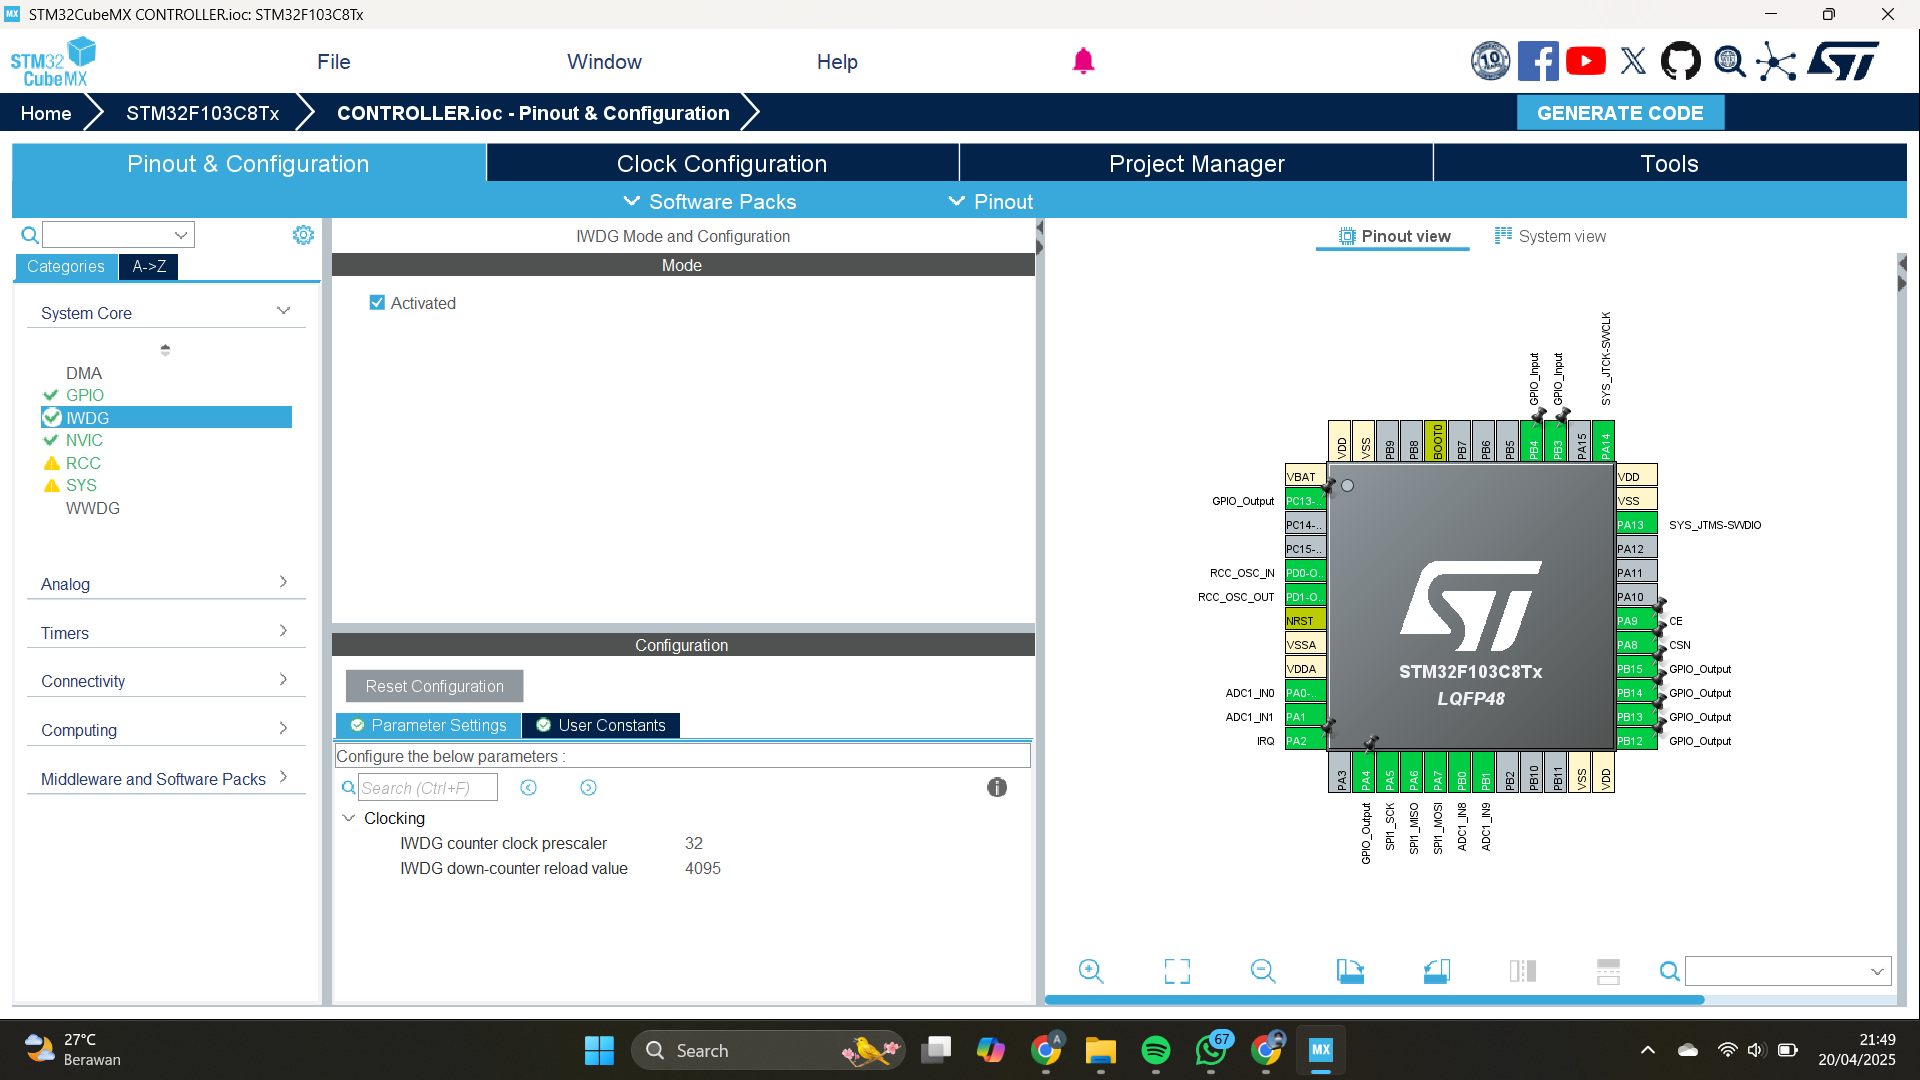 STM32CubeMX CONTROLLER.ioc: STM32F103C8Tx
STM32 CubeMX
File
Window
Help
Home
STM32F103C8Tx
CONTROLLER.ioc - Pinout & Configuration
GENERATE CODE
Pinout & Configuration
Clock Configuration
Project Manager
Tools
Software Packs
Pinout
Categories
A->Z
System Core
DMA
GPIO
IWDG
NVIC
RCC
SYS
WWDG
Analog
Timers
Connectivity
Computing
Middleware and Software Packs
IWDG Mode and Configuration
Mode
Activated
Configuration
Reset Configuration
Parameter Settings
User Constants
Configure the below parameters :
Search (Ctrl+F)
Clocking
IWDG counter clock prescaler 32
IWDG down-counter reload value 4095
Pinout view
System view
GPIO_Input
GPIO_Input
SYS_JTCK-SWCLK
VDD
VSS
PB9
PB8
BOOT0
PB7
PB6
PB5
PB4
PB3
PA15
PA14
VBAT
GPIO_Output PC13-..
PC14-..
PC15-..
RCC_OSC_IN PD0-O..
RCC_OSC_OUT PD1-O..
NRST
VSSA
VDDA
ADC1_IN0 PA0-..
ADC1_IN1 PA1
IRQ PA2
STM32F103C8Tx
LQFP48
VDD
VSS
PA13 SYS_JTMS-SWDIO
PA12
PA11
PA10
PA9 CE
PA8 CSN
PB15 GPIO_Output
PB14 GPIO_Output
PB13 GPIO_Output
PB12 GPIO_Output
PA3
PA4
PA5
PA6
PA7
PB0
PB1
PB2
PB10
PB11
VSS
VDD
GPIO_Output
SPI1_SCK
SPI1_MISO
SPI1_MOSI
ADC1_IN8
ADC1_IN9
27°C
Berawan
Search
67
MX
21:49
20/04/2025